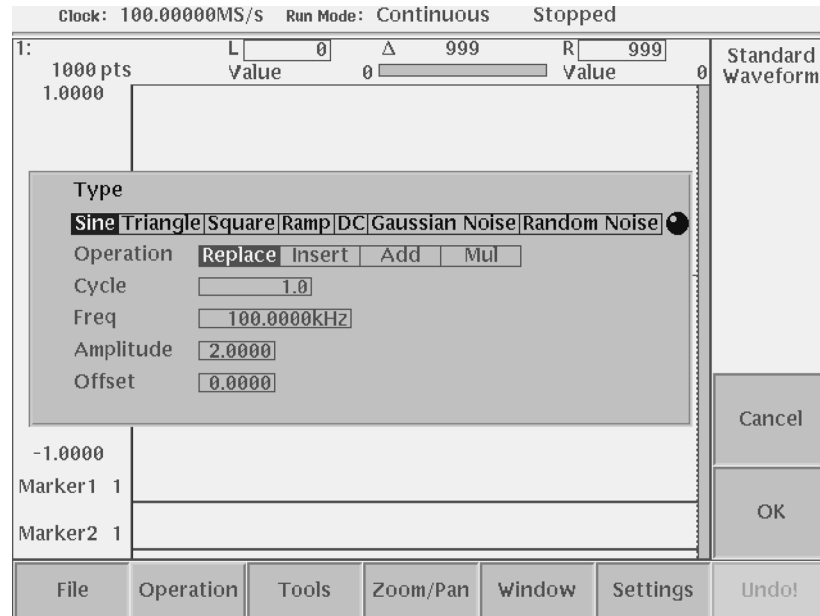 Clock: 100.00000MS/s Run Mode: Continuous Stopped
1: L 0 Δ 999 R 999
1000 pts Value 0 Value 0
Standard
Waveform
1.0000
Type
Sine Triangle Square Ramp DC Gaussian Noise Random Noise
Operation Replace Insert Add Mul
Cycle 1.0
Freq 100.0000kHz
Amplitude 2.0000
Offset 0.0000
Cancel
-1.0000
Marker1 1
OK
Marker2 1
File Operation Tools Zoom/Pan Window Settings Undo!